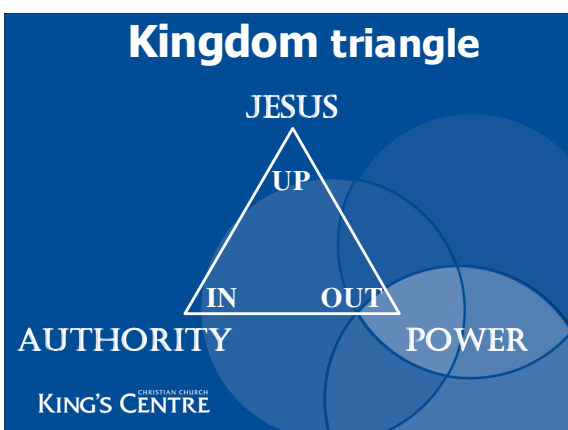 Kingdom triangle
JESUS
UP
IN OUT
AUTHORITY POWER
CHRISTIAN CHURCH
KING'S CENTRE